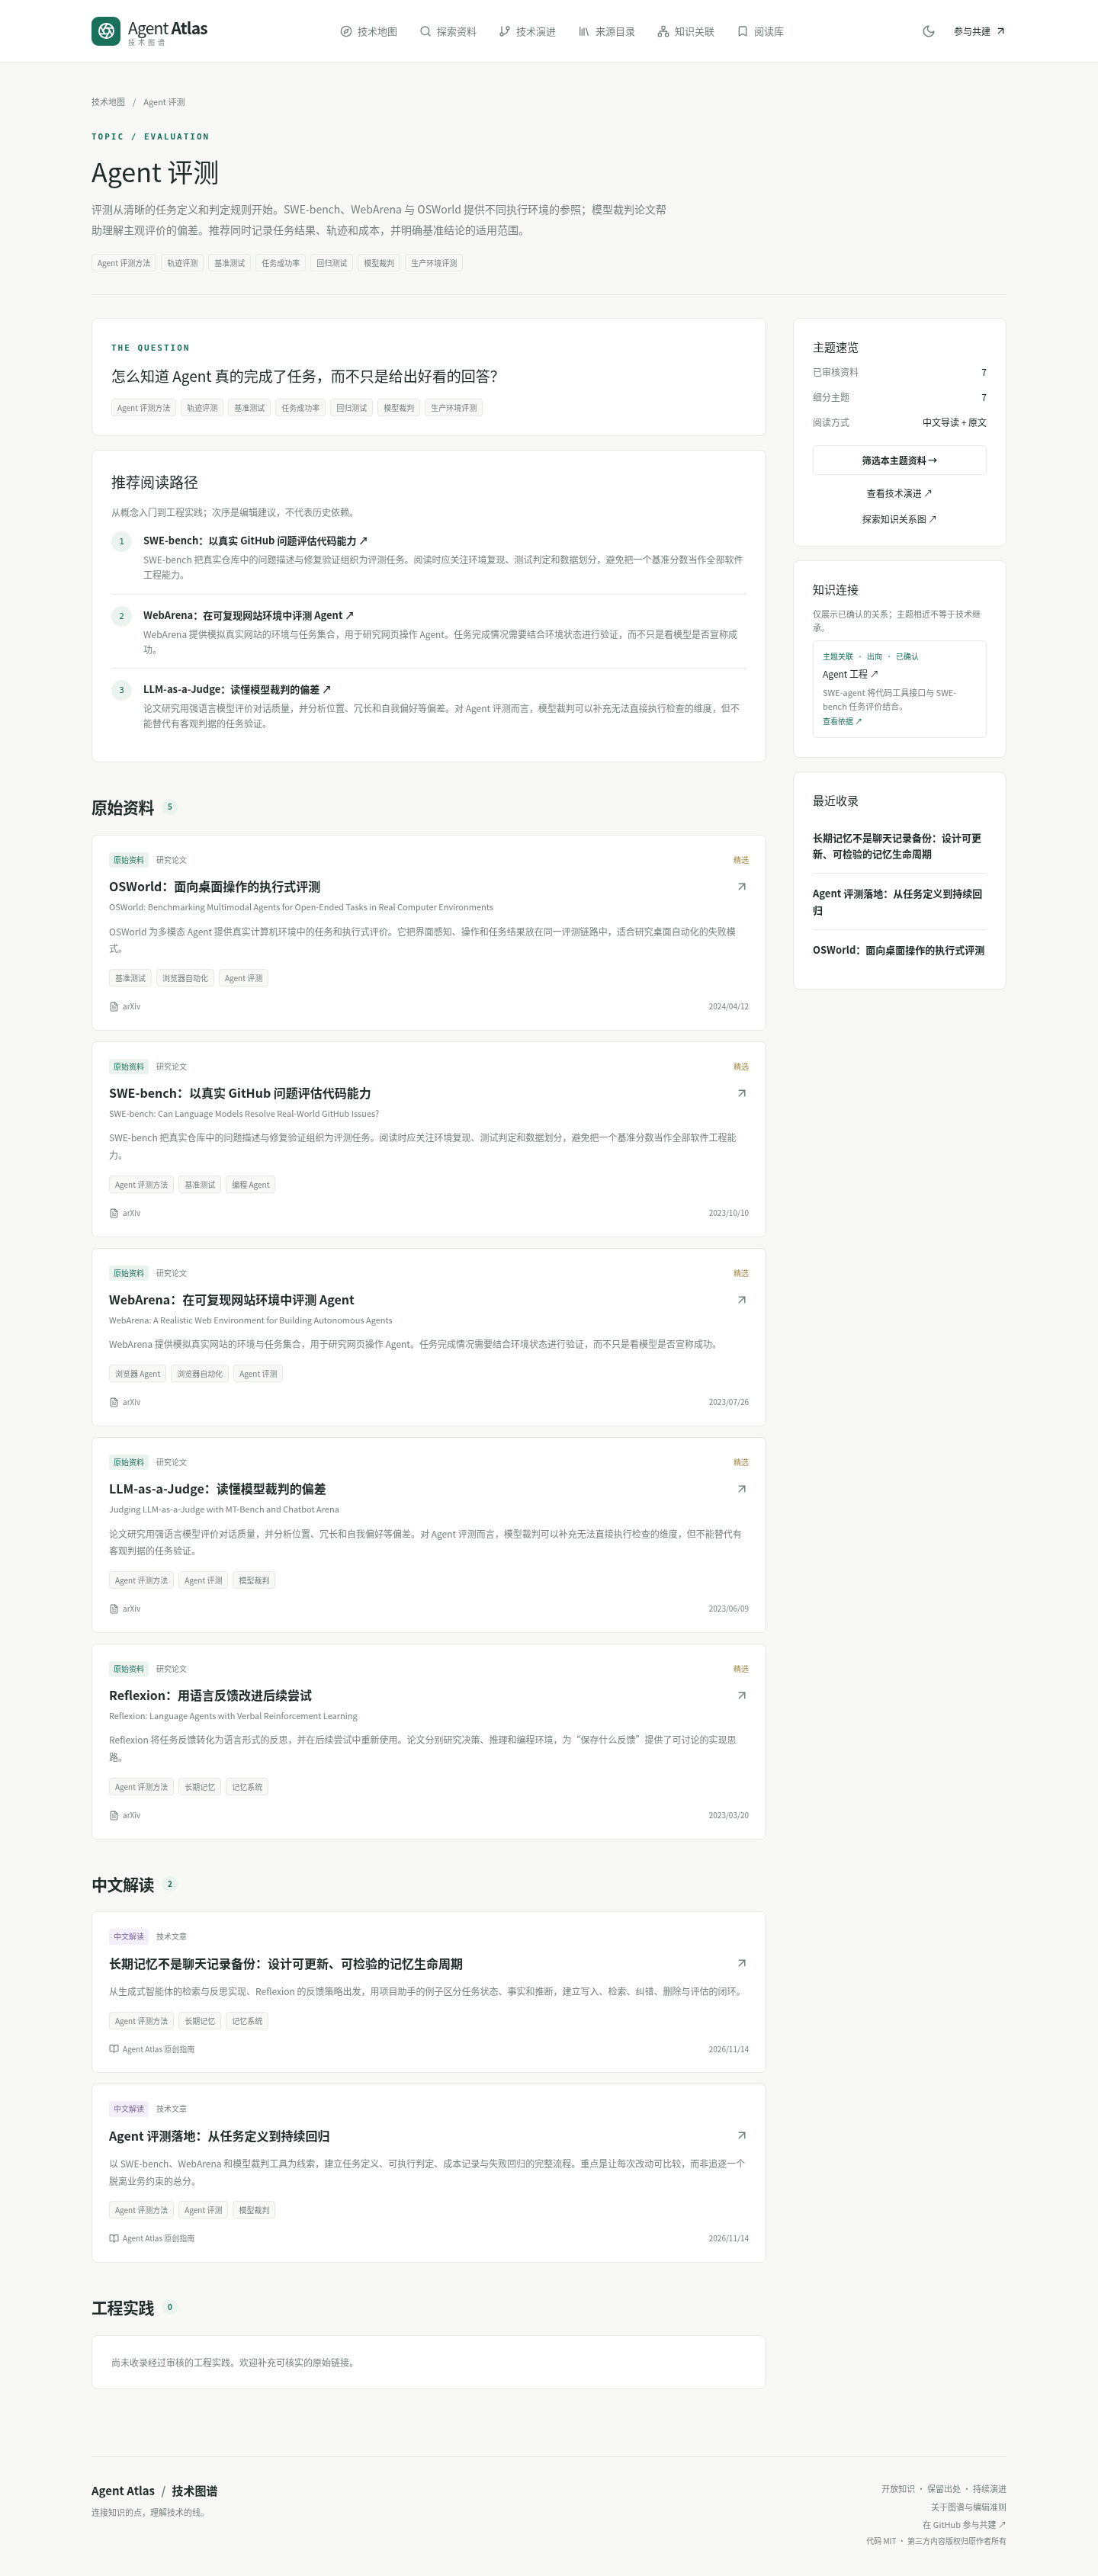 Agent Atlas
技术图谱
技术地图
探索资料
技术演进
来源目录
知识关联
阅读库
参与共建
技术地图 / Agent 评测
TOPIC / EVALUATION
Agent 评测
评测从清晰的任务定义和判定规则开始。SWE-bench、WebArena 与 OSWorld 提供不同执行环境的参照；模型裁判论文帮
助理解主观评价的偏差。推荐同时记录任务结果、轨迹和成本，并明确基准结论的适用范围。
Agent 评测方法 轨迹评测 基准测试 任务成功率 回归测试 模型裁判 生产环境评测
THE QUESTION
怎么知道 Agent 真的完成了任务，而不只是给出好看的回答？
Agent 评测方法 轨迹评测 基准测试 任务成功率 回归测试 模型裁判 生产环境评测
推荐阅读路径
从概念入门到工程实践；次序是编辑建议，不代表历史依赖。
1
SWE-bench：以真实 GitHub 问题评估代码能力 ↗
SWE-bench 把真实仓库中的问题描述与修复验证组织为评测任务。阅读时应关注环境复现、测试判定和数据划分，避免把一个基准分数当作全部软件
工程能力。
2
WebArena：在可复现网站环境中评测 Agent ↗
WebArena 提供模拟真实网站的环境与任务集合，用于研究网页操作 Agent。任务完成情况需要结合环境状态进行验证，而不只是看模型是否宣称成
功。
3
LLM-as-a-Judge：读懂模型裁判的偏差 ↗
论文研究用强语言模型评价对话质量，并分析位置、冗长和自我偏好等偏差。对 Agent 评测而言，模型裁判可以补充无法直接执行检查的维度，但不
能替代有客观判据的任务验证。
原始资料 5
原始资料 研究论文 精选
OSWorld：面向桌面操作的执行式评测
OSWorld: Benchmarking Multimodal Agents for Open-Ended Tasks in Real Computer Environments
OSWorld 为多模态 Agent 提供真实计算机环境中的任务和执行式评价。它把界面感知、操作和任务结果放在同一评测链路中，适合研究桌面自动化的失败模
式。
基准测试 浏览器自动化 Agent 评测
arXiv 2024/04/12
原始资料 研究论文 精选
SWE-bench：以真实 GitHub 问题评估代码能力
SWE-bench: Can Language Models Resolve Real-World GitHub Issues?
SWE-bench 把真实仓库中的问题描述与修复验证组织为评测任务。阅读时应关注环境复现、测试判定和数据划分，避免把一个基准分数当作全部软件工程能
力。
Agent 评测方法 基准测试 编程 Agent
arXiv 2023/10/10
原始资料 研究论文 精选
WebArena：在可复现网站环境中评测 Agent
WebArena: A Realistic Web Environment for Building Autonomous Agents
WebArena 提供模拟真实网站的环境与任务集合，用于研究网页操作 Agent。任务完成情况需要结合环境状态进行验证，而不只是看模型是否宣称成功。
浏览器 Agent 浏览器自动化 Agent 评测
arXiv 2023/07/26
原始资料 研究论文 精选
LLM-as-a-Judge：读懂模型裁判的偏差
Judging LLM-as-a-Judge with MT-Bench and Chatbot Arena
论文研究用强语言模型评价对话质量，并分析位置、冗长和自我偏好等偏差。对 Agent 评测而言，模型裁判可以补充无法直接执行检查的维度，但不能替代有
客观判据的任务验证。
Agent 评测方法 Agent 评测 模型裁判
arXiv 2023/06/09
原始资料 研究论文 精选
Reflexion：用语言反馈改进后续尝试
Reflexion: Language Agents with Verbal Reinforcement Learning
Reflexion 将任务反馈转化为语言形式的反思，并在后续尝试中重新使用。论文分别研究决策、推理和编程环境，为“保存什么反馈”提供了可讨论的实现思
路。
Agent 评测方法 长期记忆 记忆系统
arXiv 2023/03/20
中文解读 2
中文解读 技术文章
长期记忆不是聊天记录备份：设计可更新、可检验的记忆生命周期
从生成式智能体的检索与反思实现、Reflexion 的反馈策略出发，用项目助手的例子区分任务状态、事实和推断，建立写入、检索、纠错、删除与评估的闭环。
Agent 评测方法 长期记忆 记忆系统
Agent Atlas 原创指南 2026/11/14
中文解读 技术文章
Agent 评测落地：从任务定义到持续回归
以 SWE-bench、WebArena 和模型裁判工具为线索，建立任务定义、可执行判定、成本记录与失败回归的完整流程。重点是让每次改动可比较，而非追逐一个
脱离业务约束的总分。
Agent 评测方法 Agent 评测 模型裁判
Agent Atlas 原创指南 2026/11/14
工程实践 0
尚未收录经过审核的工程实践。欢迎补充可核实的原始链接。
主题速览
已审核资料 7
细分主题 7
阅读方式 中文导读 + 原文
筛选本主题资料 →
查看技术演进 ↗
探索知识关系图 ↗
知识连接
仅展示已确认的关系；主题相近不等于技术继
承。
主题关联 · 出向 · 已确认
Agent 工程 ↗
SWE-agent 将代码工具接口与 SWE-
bench 任务评价结合。
查看依据 ↗
最近收录
长期记忆不是聊天记录备份：设计可更
新、可检验的记忆生命周期
Agent 评测落地：从任务定义到持续回
归
OSWorld：面向桌面操作的执行式评测
Agent Atlas / 技术图谱
连接知识的点，理解技术的线。
开放知识 · 保留出处 · 持续演进
关于图谱与编辑准则
在 GitHub 参与共建 ↗
代码 MIT · 第三方内容版权归原作者所有